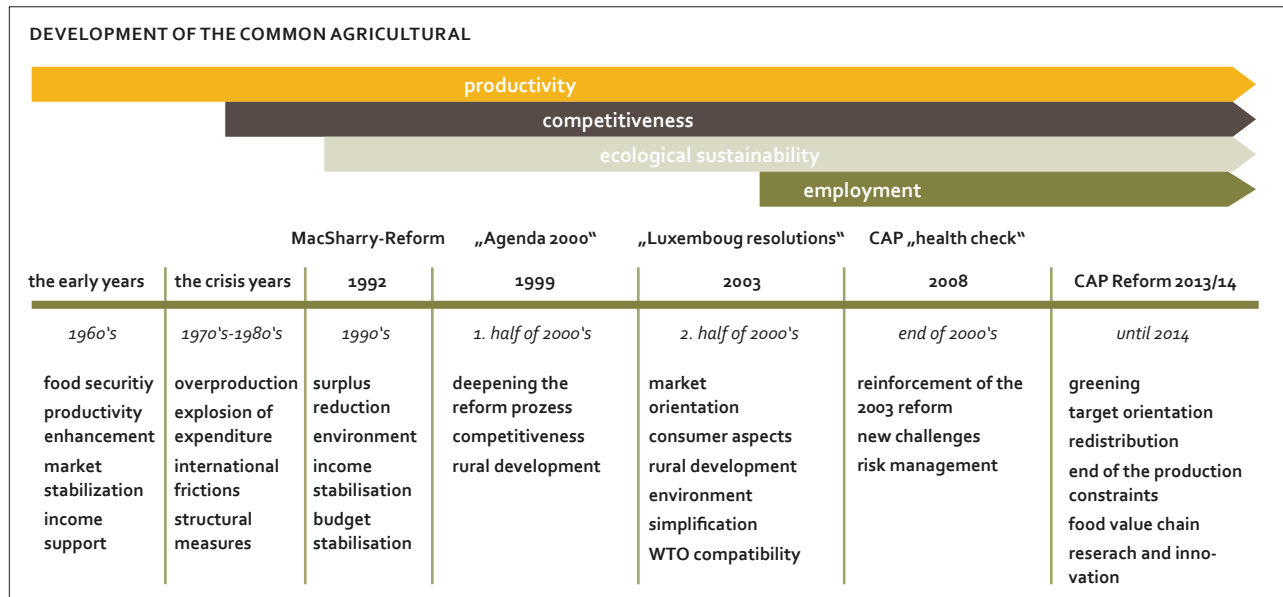 DEVELOPMENT OF THE COMMON AGRICULTURAL
productivity
competitiveness
ecological sustainability
employment
MacSharry-Reform
„Agenda 2000“
„Luxemboug resolutions“
CAP „health check“
the early years
the crisis years
1992
1999
2003
2008
CAP Reform 2013/14
1960‘s
1970‘s-1980‘s
1990‘s
1. half of 2000‘s
2. half of 2000‘s
end of 2000‘s
until 2014
food securitiy
productivity
enhancement
market
stabilization
income
support
overproduction
explosion of
expenditure
international
frictions
structural
measures
surplus
reduction
environment
income
stabilisation
budget
stabilisation
deepening the
reform prozess
competitiveness
rural development
market
orientation
consumer aspects
rural development
environment
simplification
WTO compatibility
reinforcement of the
2003 reform
new challenges
risk management
greening
target orientation
redistribution
end of the production
constraints
food value chain
reserach and inno-
vation